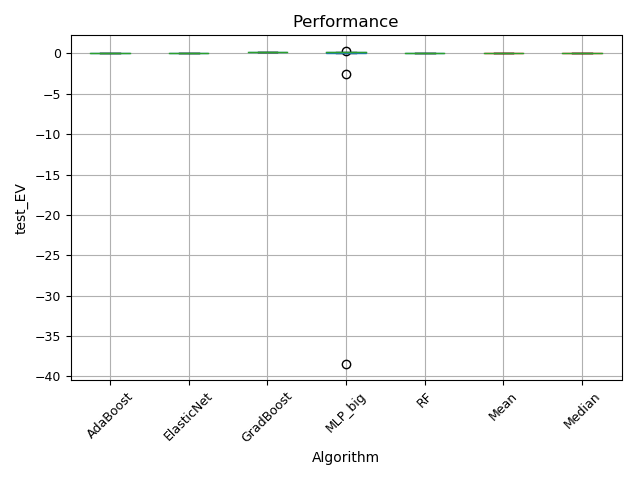 Performance
test_EV
0
−5
−10
−15
−20
−25
−30
−35
−40
AdaBoost
ElasticNet
GradBoost
MLP_big
RF
Mean
Median
Algorithm